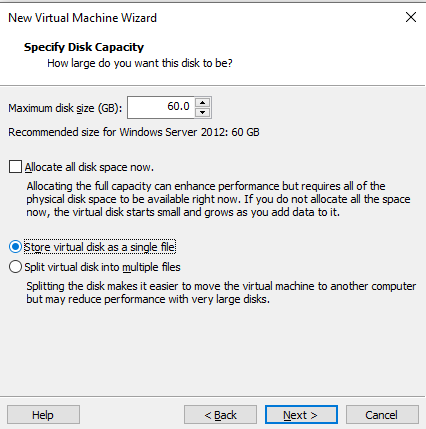 New Virtual Machine Wizard
Specify Disk Capacity
How large do you want this disk to be?
Maximum disk size (GB): 60.0
Recommended size for Windows Server 2012: 60 GB
Allocate all disk space now.
Allocating the full capacity can enhance performance but requires all of the
physical disk space to be available right now. If you do not allocate all the space
now, the virtual disk starts small and grows as you add data to it.
Store virtual disk as a single file
Split virtual disk into multiple files
Splitting the disk makes it easier to move the virtual machine to another computer
but may reduce performance with very large disks.
Help < Back Next > Cancel